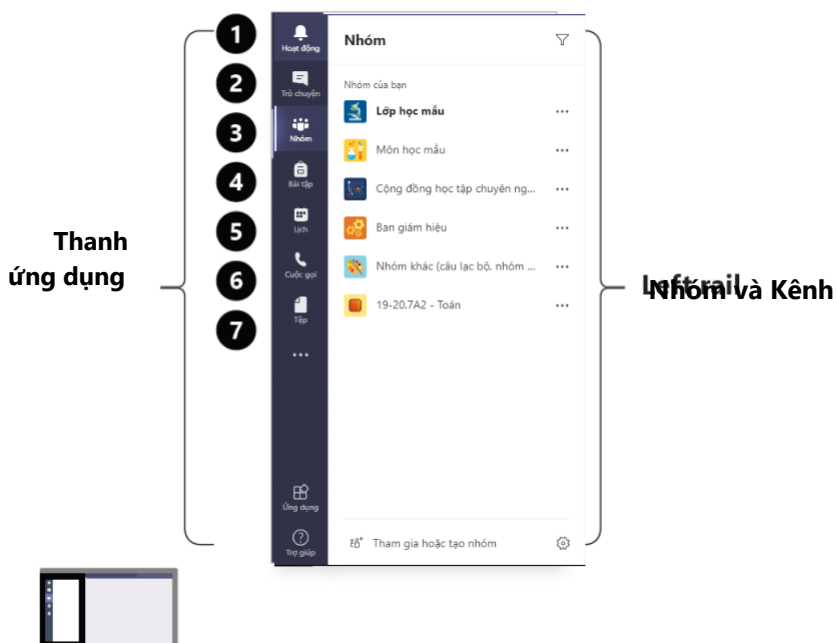 Thanh
ứng dụng
1
2
3
4
5
6
7
Hoạt động
Trò chuyện
Nhóm
Bài tập
Lịch
Cuộc gọi
Tệp
Ứng dụng
Trợ giúp
Nhóm
Nhóm của bạn
Lớp học mẫu
Môn học mẫu
Cộng đồng học tập chuyên ng...
Ban giám hiệu
Nhóm khác (câu lạc bộ, nhóm ...
19-20.7A2 - Toán
Tham gia hoặc tạo nhóm
Left rail
Nhóm và Kênh